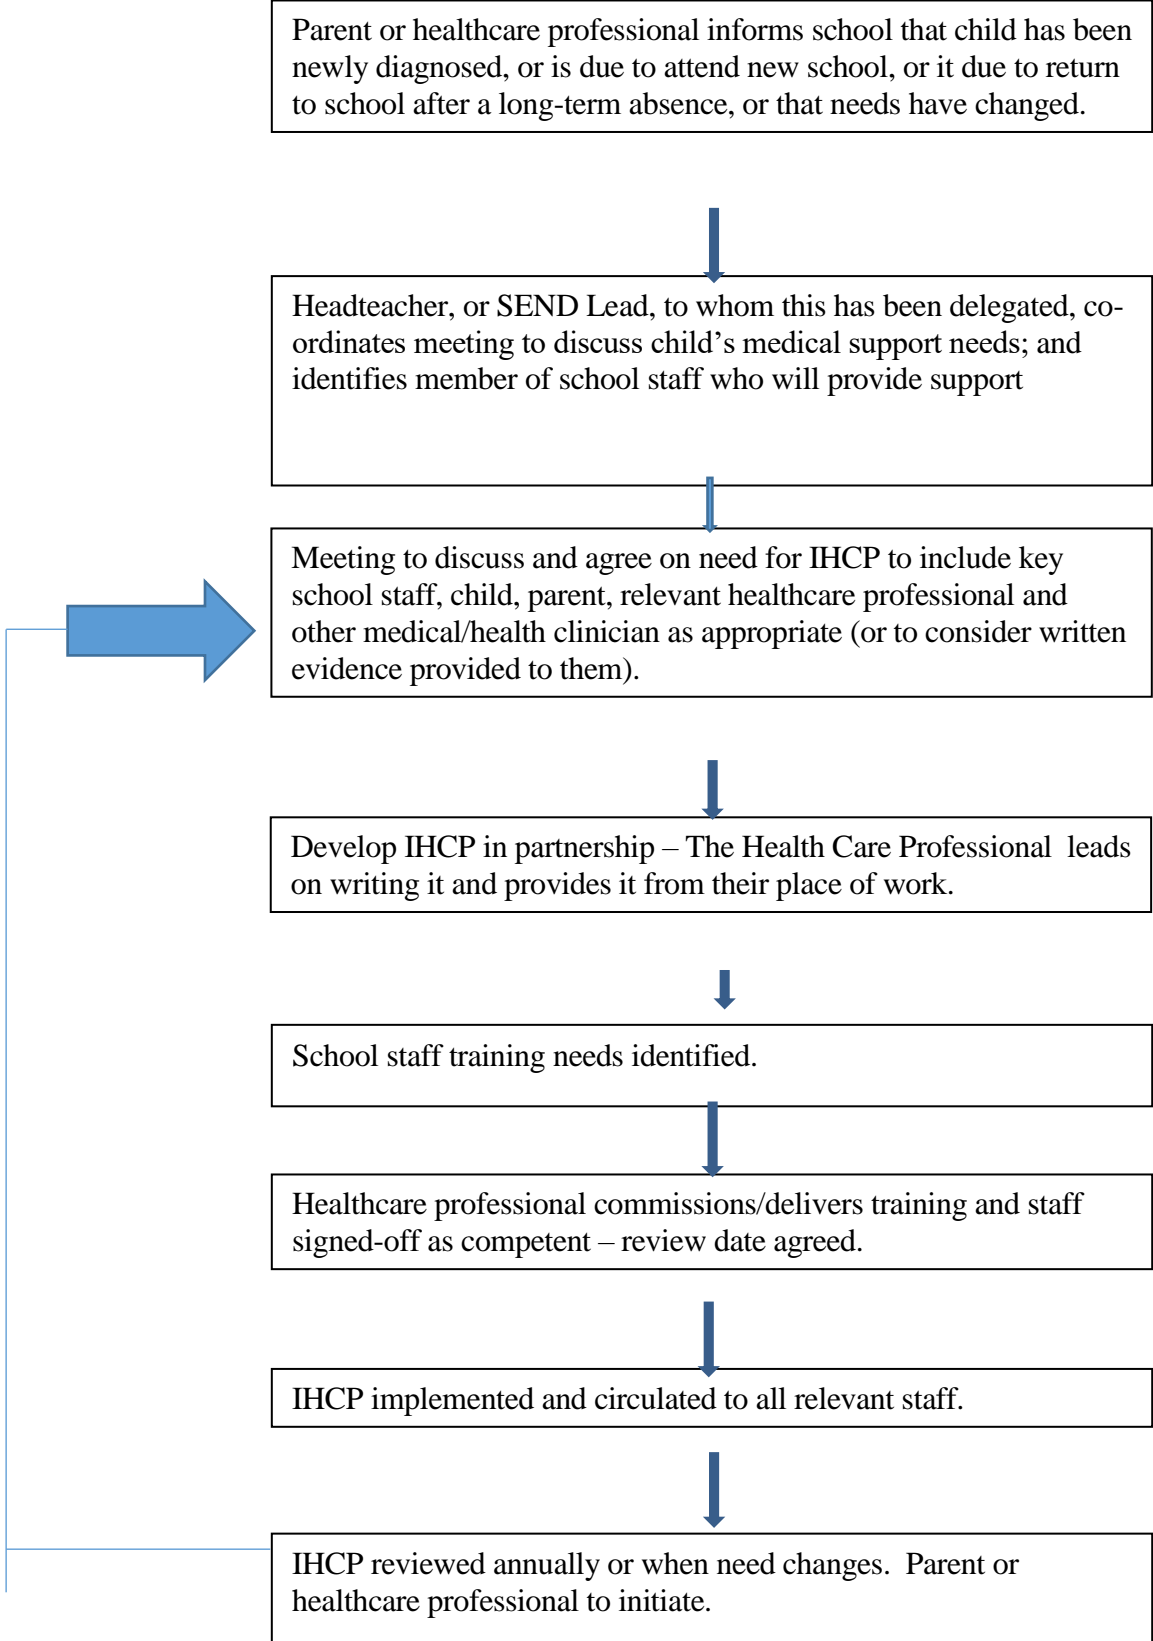 Parent or healthcare professional informs school that child has been
newly diagnosed, or is due to attend new school, or it due to return
to school after a long-term absence, or that needs have changed.
Headteacher, or SEND Lead, to whom this has been delegated, co-
ordinates meeting to discuss child’s medical support needs; and
identifies member of school staff who will provide support
Meeting to discuss and agree on need for IHCP to include key
school staff, child, parent, relevant healthcare professional and
other medical/health clinician as appropriate (or to consider written
evidence provided to them).
Develop IHCP in partnership – The Health Care Professional  leads
on writing it and provides it from their place of work.
School staff training needs identified.
Healthcare professional commissions/delivers training and staff
signed-off as competent – review date agreed.
IHCP implemented and circulated to all relevant staff.
IHCP reviewed annually or when need changes.  Parent or
healthcare professional to initiate.